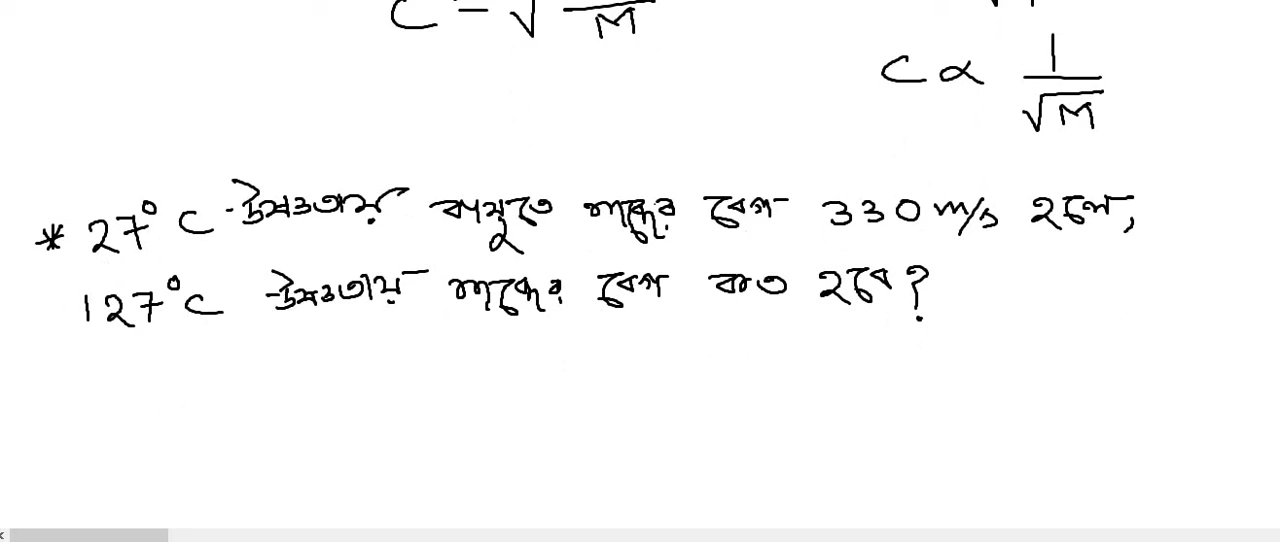 C = √ M
C ∝ 1/√M
* 27°C উষ্ণতায় বায়ুতে শব্দের বেগ 330 m/s হলে,
127°C উষ্ণতায় শব্দের বেগ কত হবে?